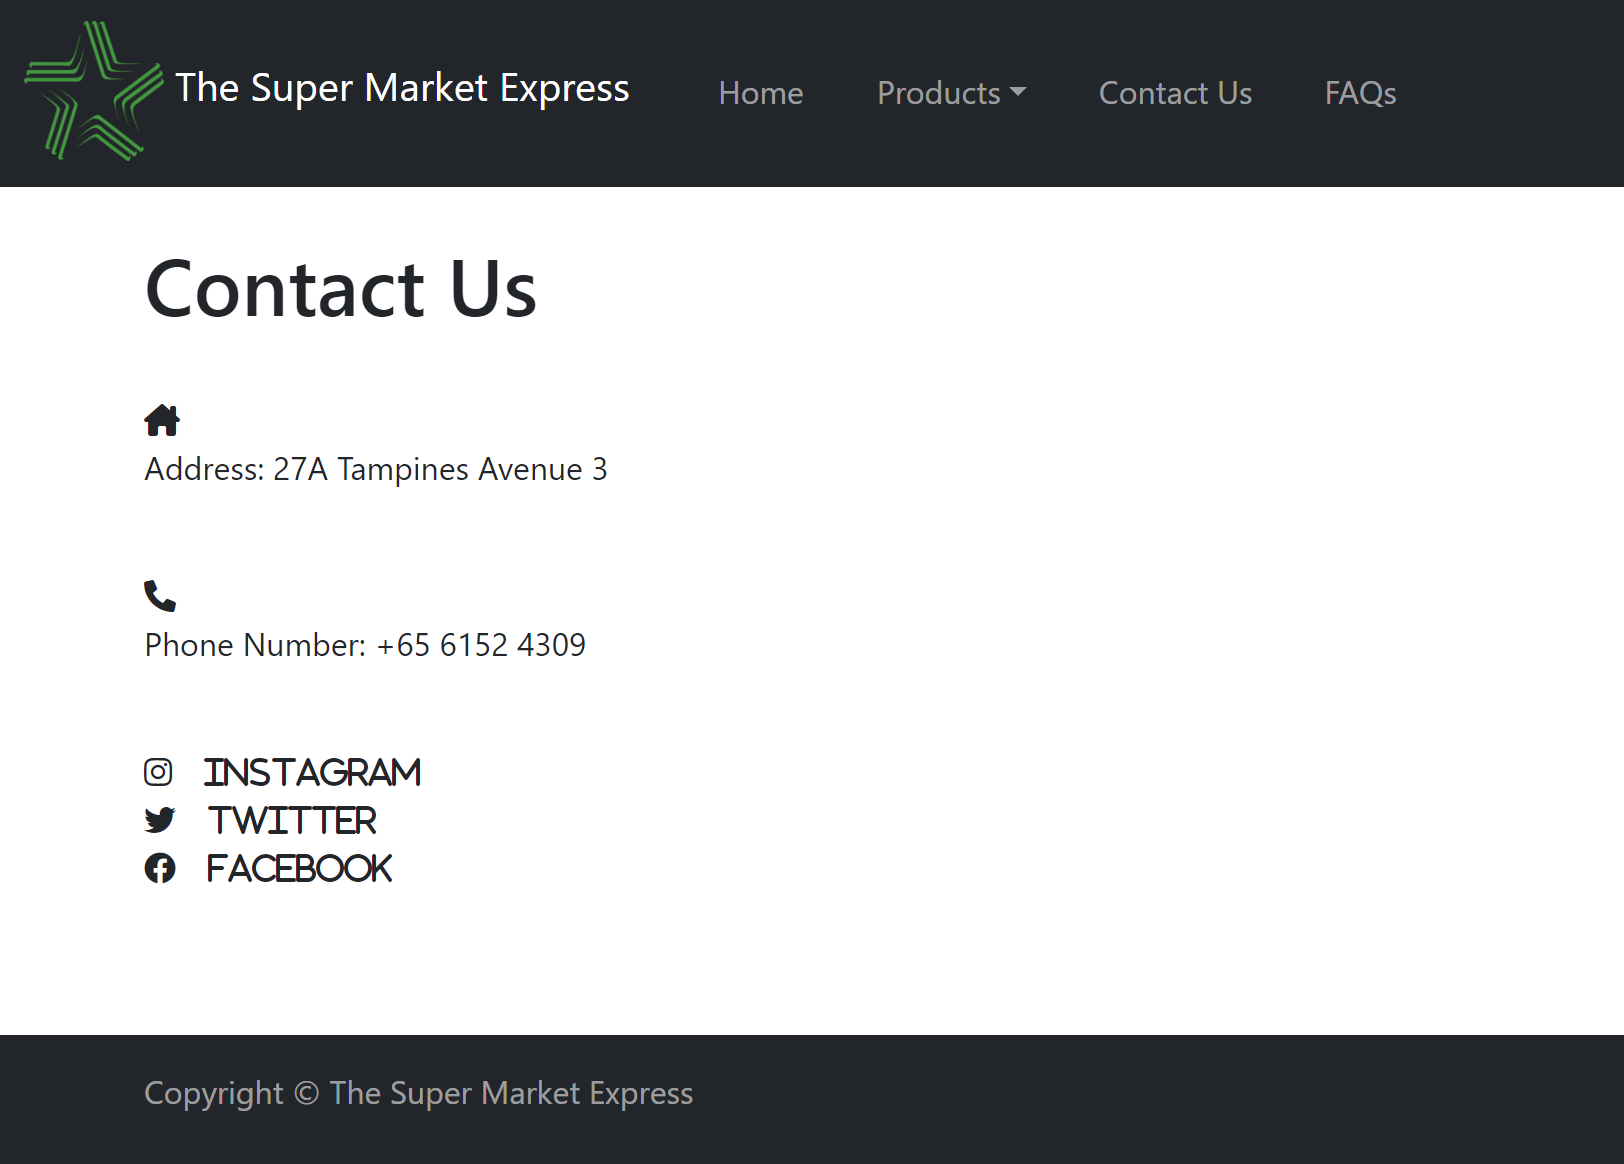 The Super Market Express
Home Products Contact Us FAQs
Contact Us
Address: 27A Tampines Avenue 3
Phone Number: +65 6152 4309
INSTAGRAM
TWITTER
FACEBOOK
Copyright © The Super Market Express